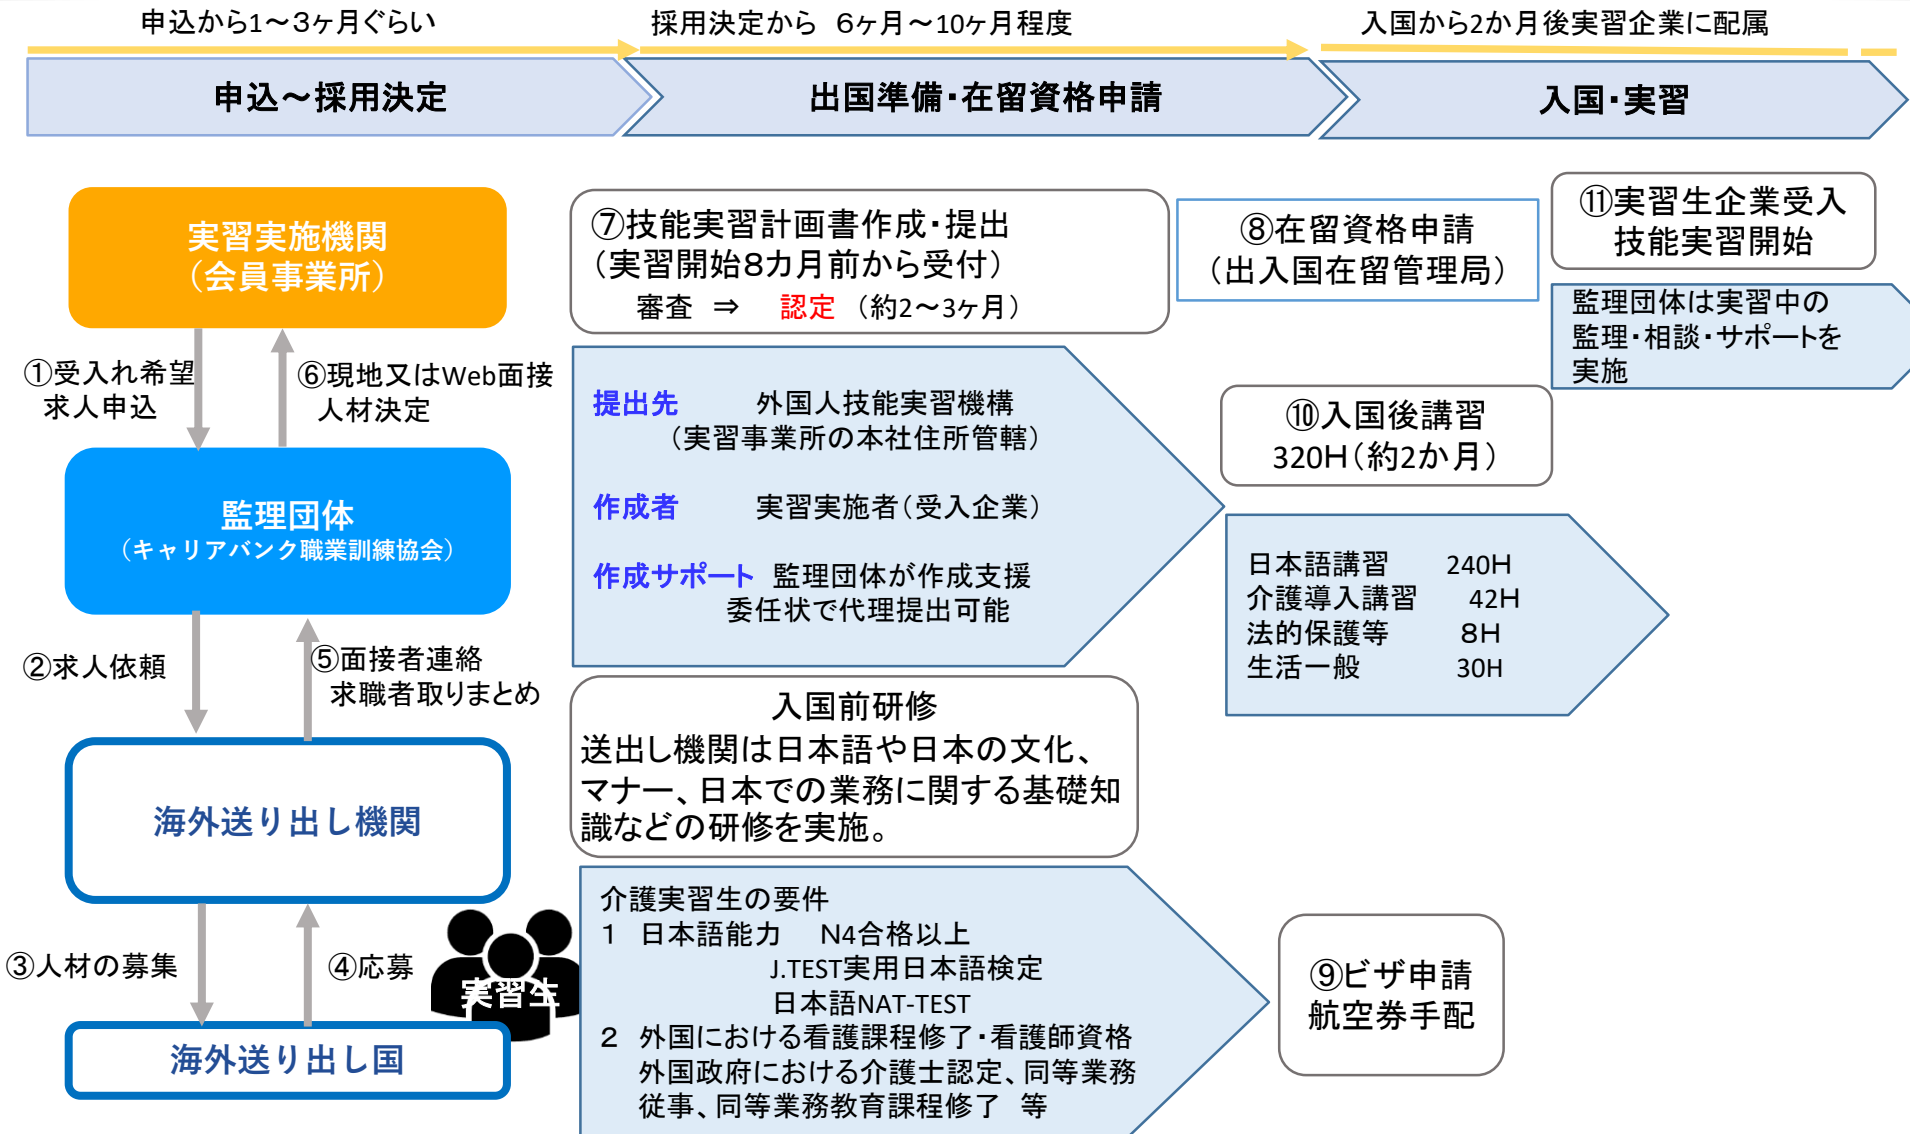 申込から1～3ヶ月ぐらい
採用決定から 6ヶ月～10ヶ月程度
入国から2か月後実習企業に配属
申込～採用決定
出国準備・在留資格申請
入国・実習
実習実施機関
（会員事業所）
①受入れ希望
求人申込
⑥現地又はWeb面接
人材決定
監理団体
（キャリアバンク職業訓練協会）
②求人依頼
⑤面接者連絡
求職者取りまとめ
海外送り出し機関
③人材の募集
④応募
実習生
海外送り出し国
⑦技能実習計画書作成・提出
（実習開始8カ月前から受付）
審査 ⇒ 認定 （約2～3ヶ月）
提出先 外国人技能実習機構
（実習事業所の本社住所管轄）
作成者 実習実施者（受入企業）
作成サポート 監理団体が作成支援
委任状で代理提出可能
入国前研修
送出し機関は日本語や日本の文化、
マナー、日本での業務に関する基礎知
識などの研修を実施。
介護実習生の要件
1 日本語能力 N4合格以上
J.TEST実用日本語検定
日本語NAT-TEST
2 外国における看護課程修了・看護師資格
外国政府における介護士認定、同等業務
従事、同等業務教育課程修了 等
⑧在留資格申請
（出入国在留管理局）
⑨ビザ申請
航空券手配
⑩入国後講習
320H（約2か月）
日本語講習 240H
介護導入講習 42H
法的保護等 8H
生活一般 30H
⑪実習生企業受入
技能実習開始
監理団体は実習中の
監理・相談・サポートを
実施